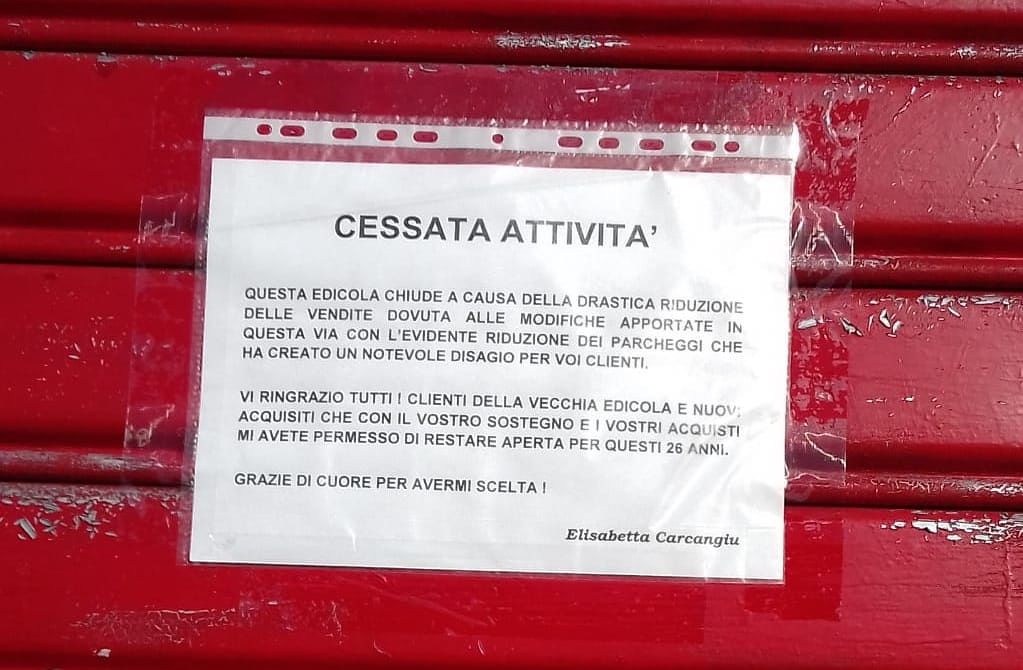 CESSATA ATTIVITA'
QUESTA EDICOLA CHIUDE A CAUSA DELLA DRASTICA RIDUZIONE
DELLE VENDITE DOVUTA ALLE MODIFICHE APPORTATE IN
QUESTA VIA CON L'EVIDENTE RIDUZIONE DEI PARCHEGGI CHE
HA CREATO UN NOTEVOLE DISAGIO PER VOI CLIENTI.
VI RINGRAZIO TUTTI ! CLIENTI DELLA VECCHIA EDICOLA E NUOVI
ACQUISITI CHE CON IL VOSTRO SOSTEGNO E I VOSTRI ACQUISTI
MI AVETE PERMESSO DI RESTARE APERTA PER QUESTI 26 ANNI.
GRAZIE DI CUORE PER AVERMI SCELTA !
Elisabetta Carcangiu